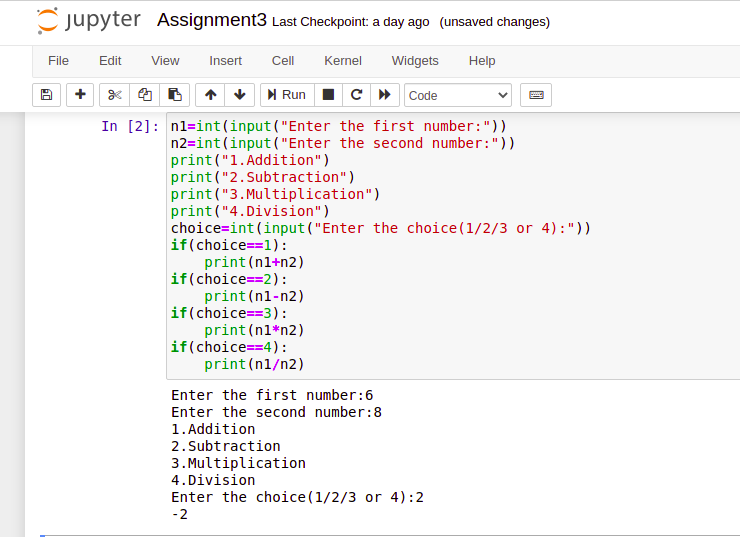 jupyter Assignment3 Last Checkpoint: a day ago (unsaved changes)
File Edit View Insert Cell Kernel Widgets Help
Run Code
In [2]: n1=int(input("Enter the first number:"))
n2=int(input("Enter the second number:"))
print("1.Addition")
print("2.Subtraction")
print("3.Multiplication")
print("4.Division")
choice=int(input("Enter the choice(1/2/3 or 4):"))
if(choice==1):
    print(n1+n2)
if(choice==2):
    print(n1-n2)
if(choice==3):
    print(n1*n2)
if(choice==4):
    print(n1/n2)
Enter the first number:6
Enter the second number:8
1.Addition
2.Subtraction
3.Multiplication
4.Division
Enter the choice(1/2/3 or 4):2
-2